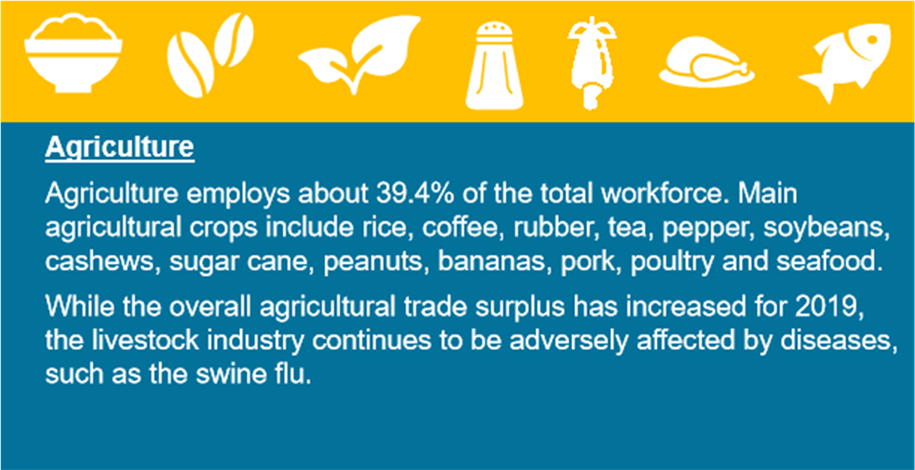 Agriculture
Agriculture employs about 39.4% of the total workforce. Main
agricultural crops include rice, coffee, rubber, tea, pepper, soybeans,
cashews, sugar cane, peanuts, bananas, pork, poultry and seafood.
While the overall agricultural trade surplus has increased for 2019,
the livestock industry continues to be adversely affected by diseases,
such as the swine flu.